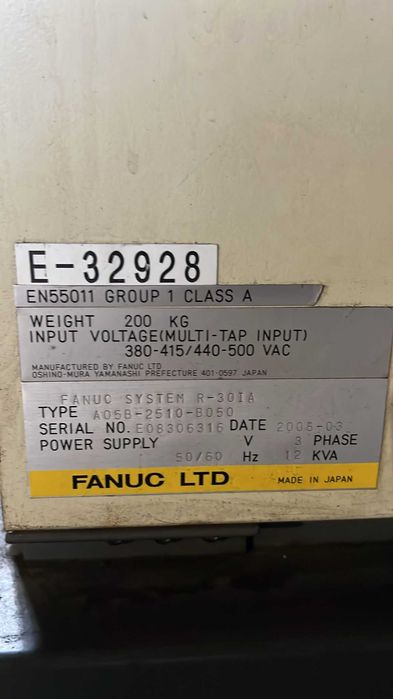 E-32928
EN55011 GROUP 1 CLASS A
WEIGHT 200 KG
INPUT VOLTAGE(MULTI-TAP INPUT)
380-415/440-500 VAC
MANUFACTURED BY FANUC LTD
OSHINO-MURA YAMANASHI PREFECTURE 401-0597 JAPAN
FANUC SYSTEM R-30IA
TYPE A05B-2510-B050
SERIAL NO. E08306316 DATE 2008-03
POWER SUPPLY V 3 PHASE
50/60 Hz 12 KVA
FANUC LTD MADE IN JAPAN